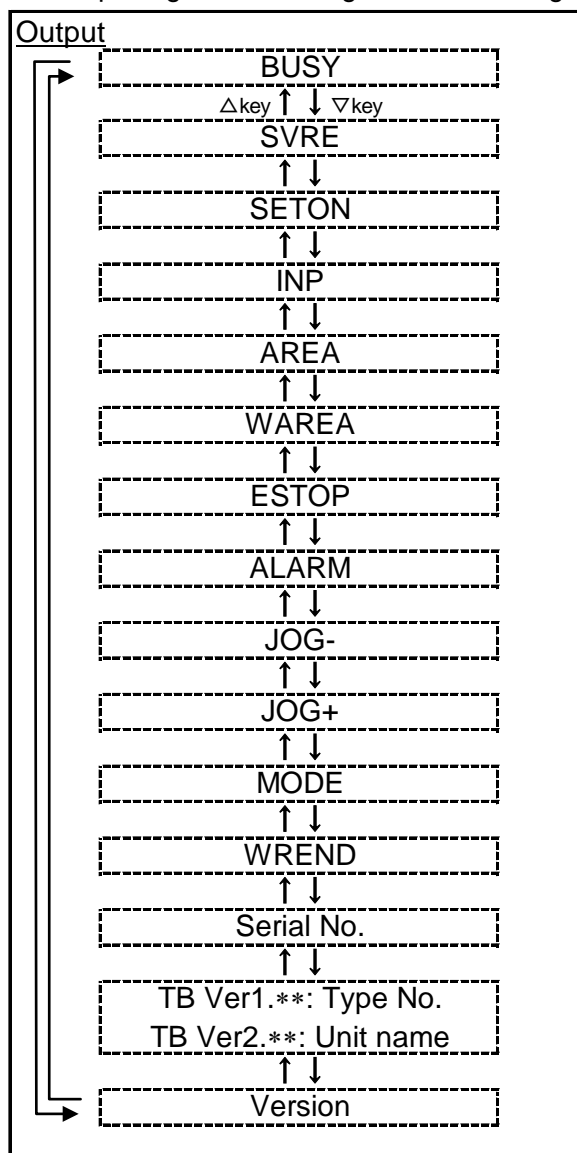 Output
BUSY
△key ↑ ↓ ▽key
SVRE
↑ ↓
SETON
↑ ↓
INP
↑ ↓
AREA
↑ ↓
WAREA
↑ ↓
ESTOP
↑ ↓
ALARM
↑ ↓
JOG-
↑ ↓
JOG+
↑ ↓
MODE
↑ ↓
WREND
↑ ↓
Serial No.
↑ ↓
TB Ver1.**: Type No.
TB Ver2.**: Unit name
↑ ↓
Version